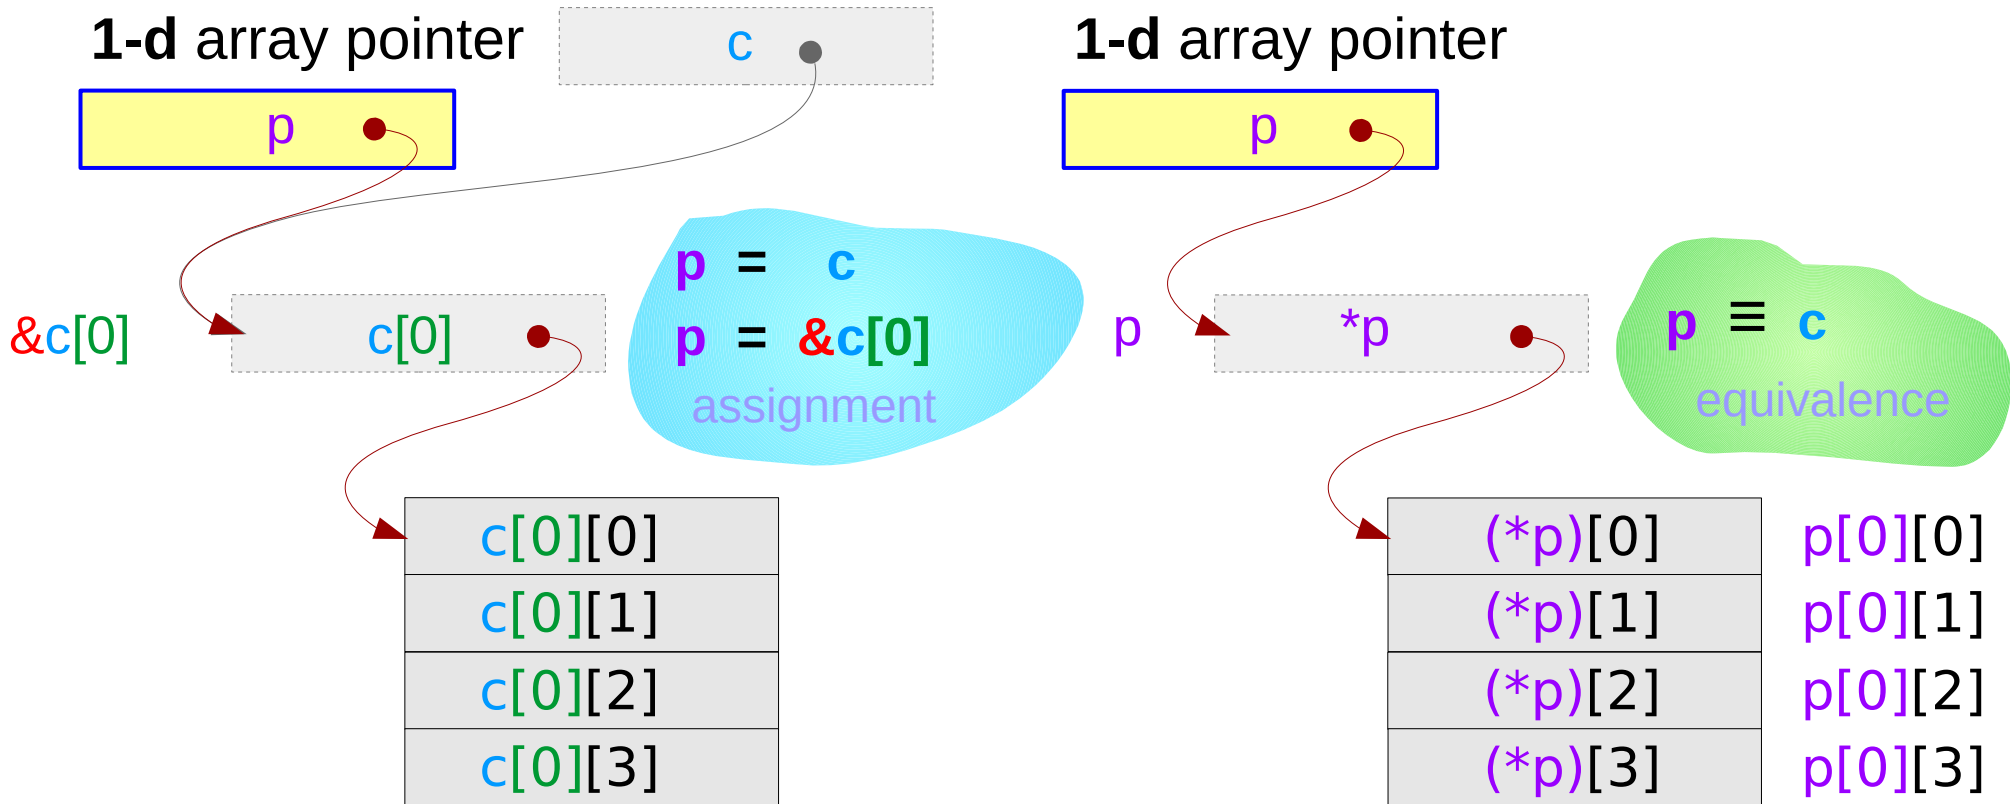 1-d array pointer
c
p
&c[0]
c[0]
p = c
p = &c[0]
assignment
c[0][0]
c[0][1]
c[0][2]
c[0][3]
1-d array pointer
p
p
*p
p ≡ c
equivalence
(*p)[0] p[0][0]
(*p)[1] p[0][1]
(*p)[2] p[0][2]
(*p)[3] p[0][3]